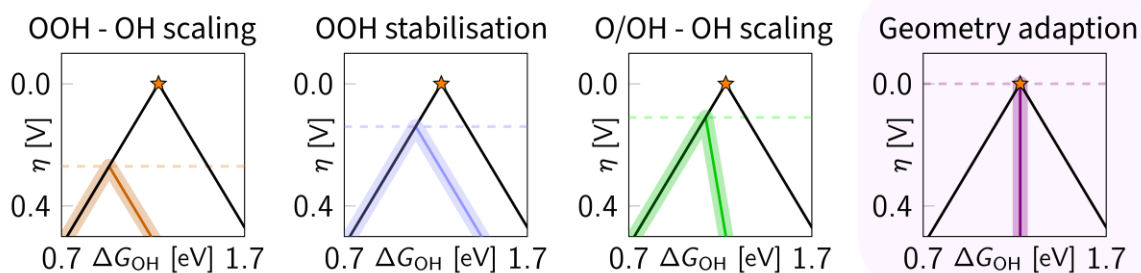 OOH - OH scaling
OOH stabilisation
O/OH - OH scaling
Geometry adaption
0.0
0.4
η [V]
0.7 ΔG_OH [eV] 1.7
0.0
0.4
η [V]
0.7 ΔG_OH [eV] 1.7
0.0
0.4
η [V]
0.7 ΔG_OH [eV] 1.7
0.0
0.4
η [V]
0.7 ΔG_OH [eV] 1.7